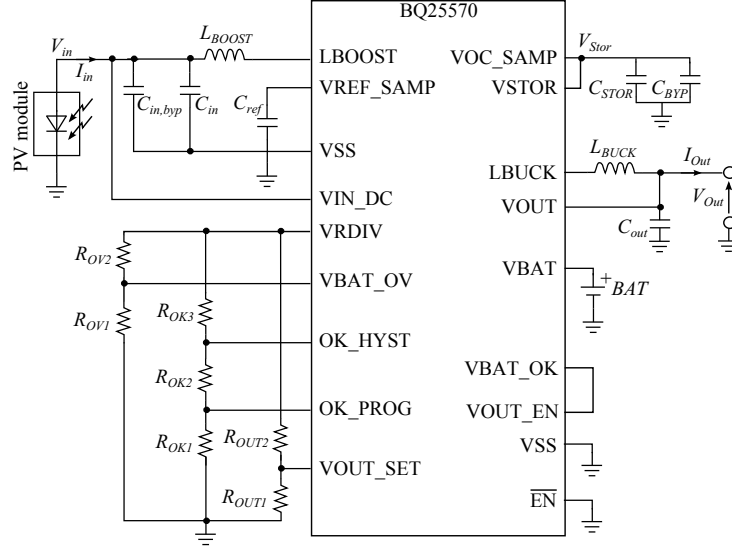 BQ25570
V_in
I_in
L_BOOST
LBOOST
C_in,byp
C_in
C_ref
VREF_SAMP
PV module
VSS
VIN_DC
VRDIV
R_OV2
VBAT_OV
R_OV1
R_OK3
OK_HYST
R_OK2
OK_PROG
R_OK1
R_OUT2
VOUT_SET
R_OUT1
VOC_SAMP
V_Stor
VSTOR
C_STOR
C_BYP
L_BUCK
I_Out
LBUCK
V_Out
VOUT
C_out
VBAT
+
BAT
VBAT_OK
VOUT_EN
VSS
E̅N̅